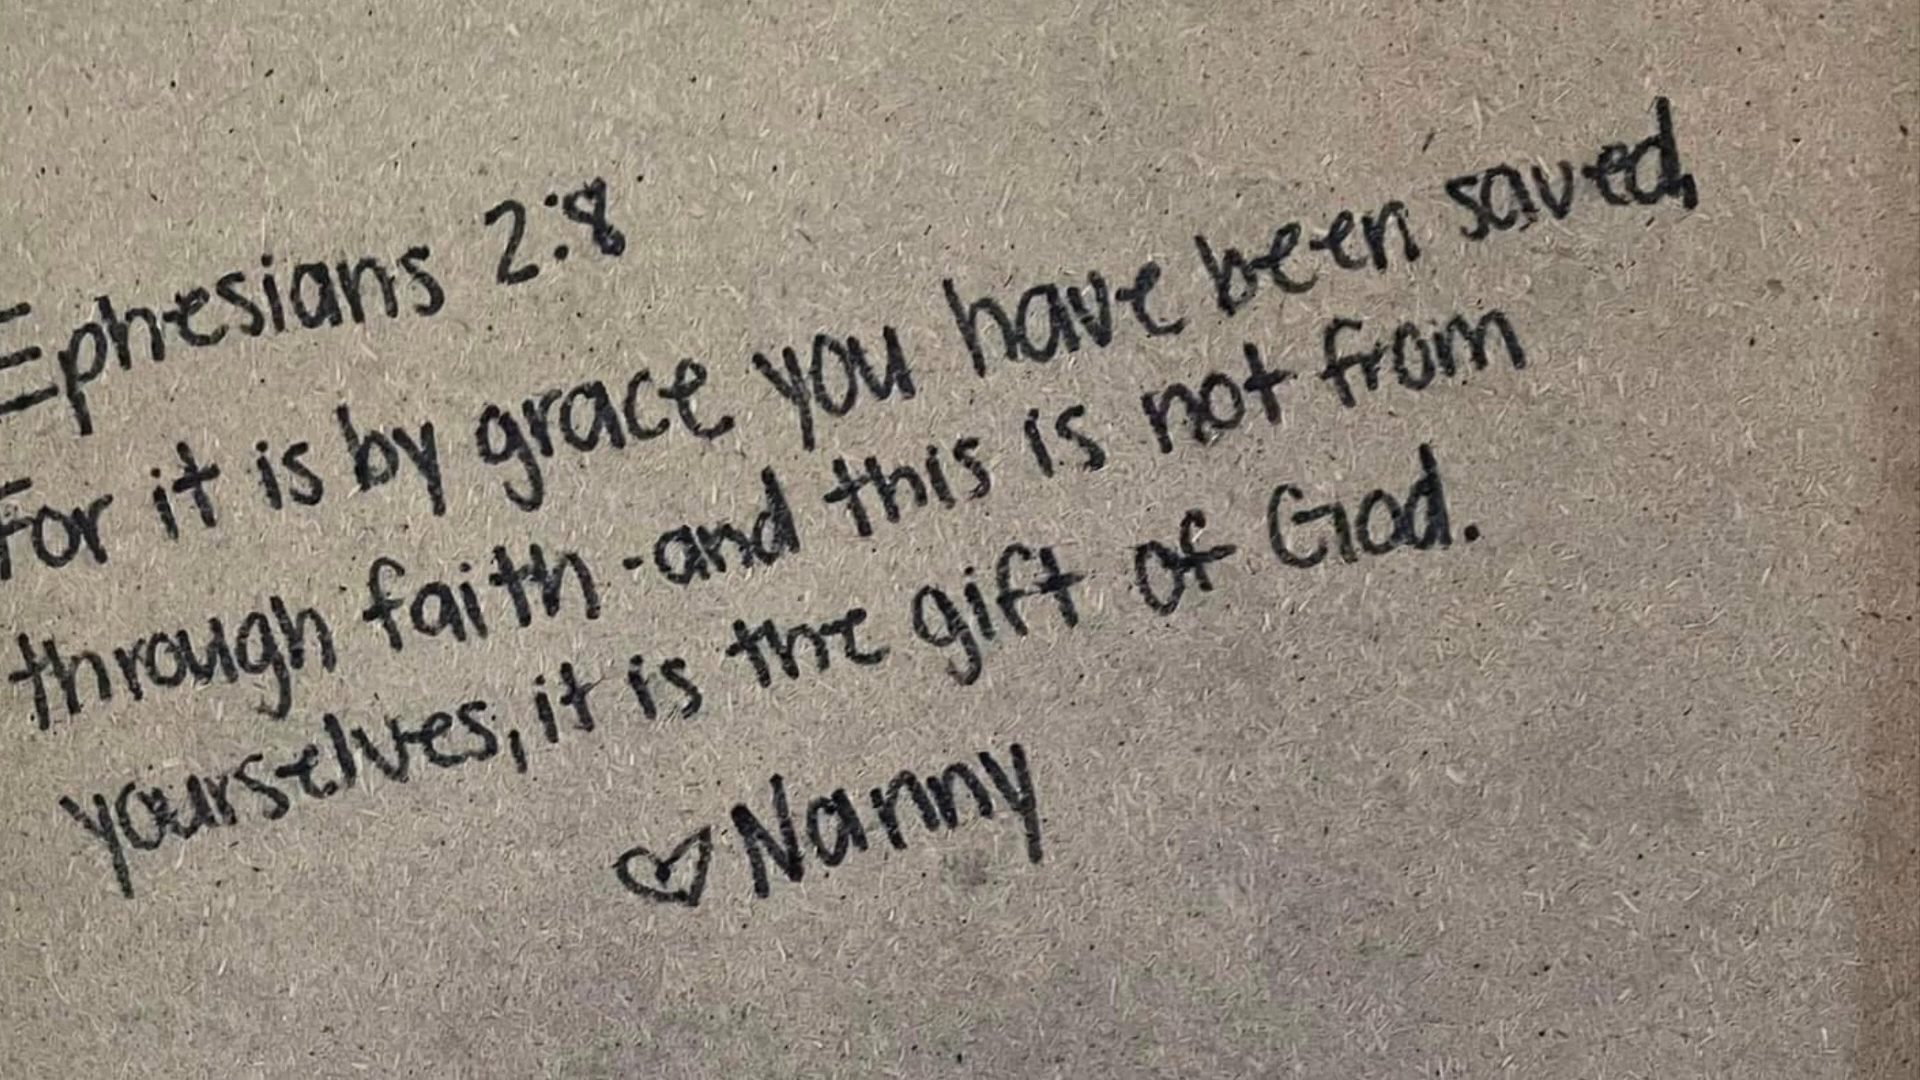 Ephesians 2:8
For it is by grace you have been saved,
through faith-and this is not from
yourselves, it is the gift of God.
♡ Nanny